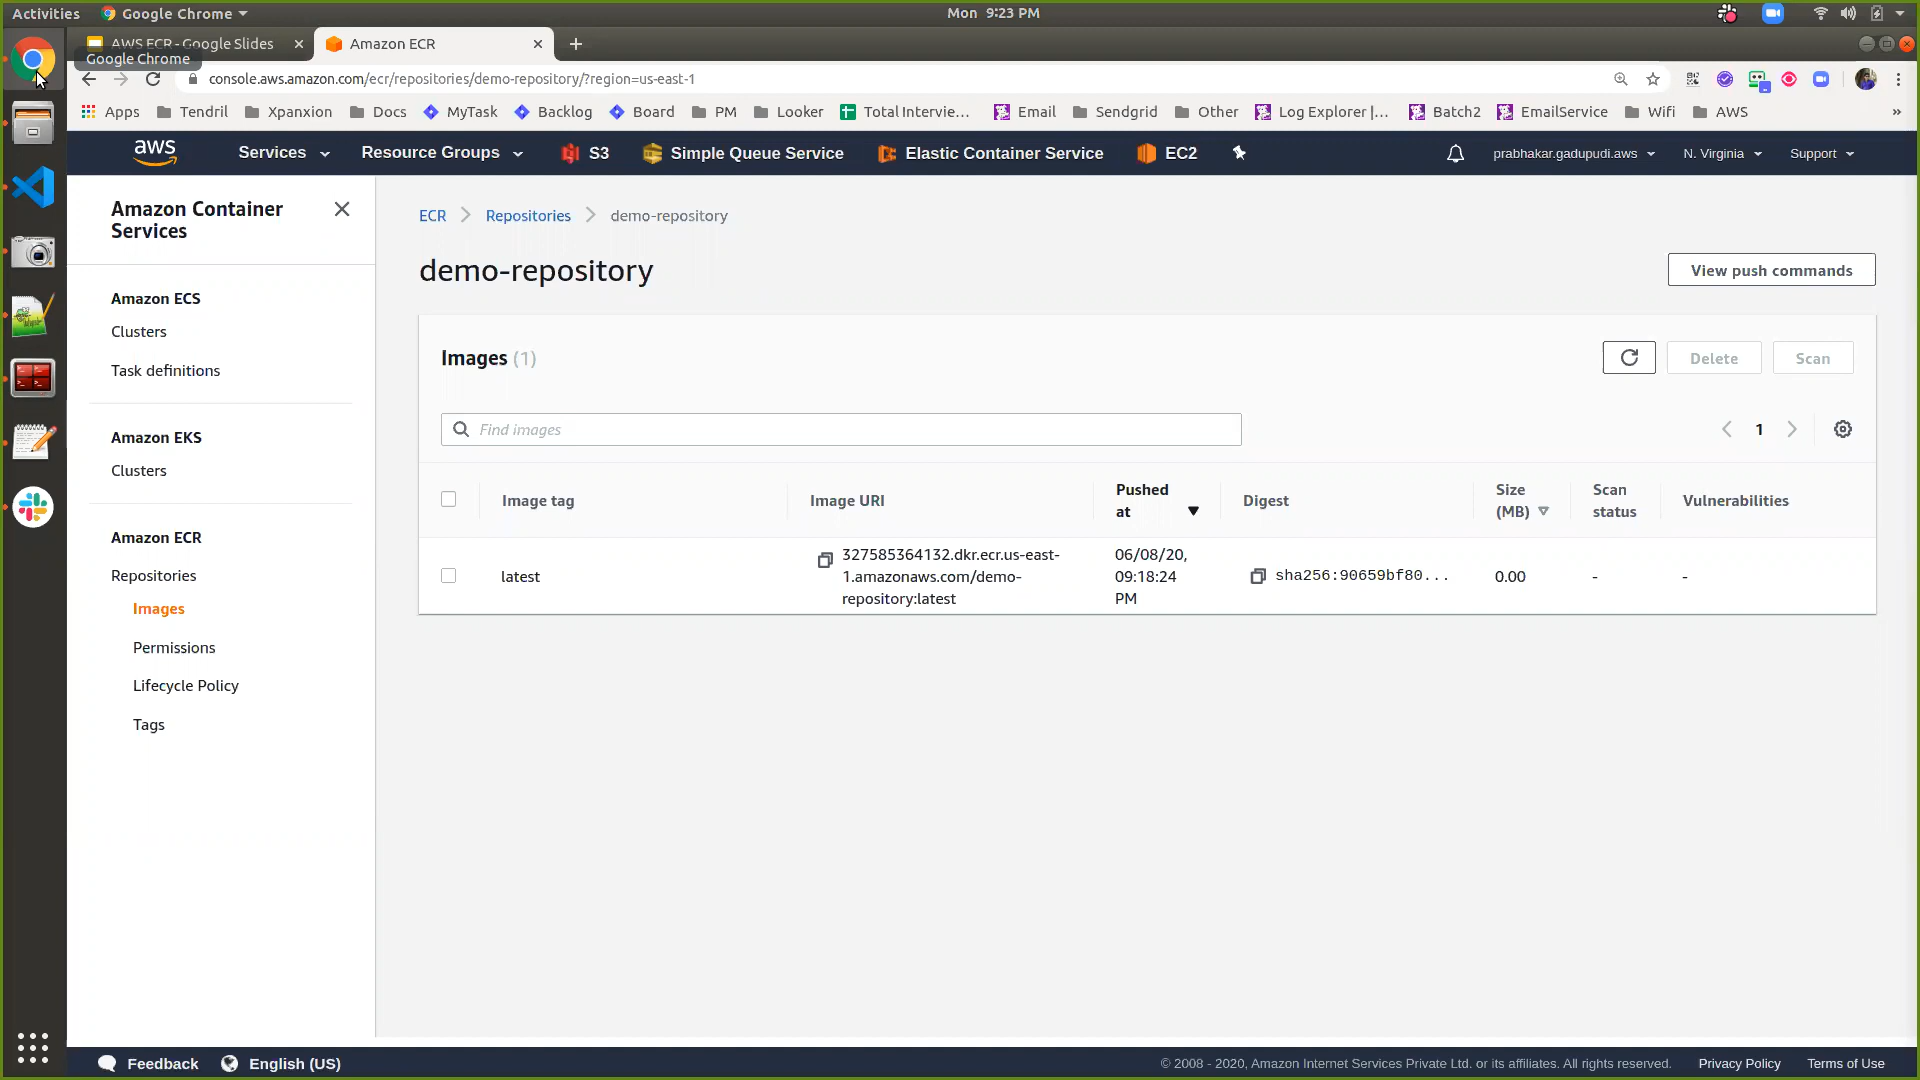 Activities Google Chrome Mon 9:23 PM
AWS ECR - Google Slides Amazon ECR
Google Chrome
console.aws.amazon.com/ecr/repositories/demo-repository/?region=us-east-1
Apps Tendril Xpanxion Docs MyTask Backlog Board PM Looker Total Intervie... Email Sendgrid Other Log Explorer |... Batch2 EmailService Wifi AWS »
aws Services Resource Groups S3 Simple Queue Service Elastic Container Service EC2 prabhakar.gadupudi.aws N. Virginia Support
Amazon Container
Services
Amazon ECS
Clusters
Task definitions
Amazon EKS
Clusters
Amazon ECR
Repositories
Images
Permissions
Lifecycle Policy
Tags
ECR Repositories demo-repository
demo-repository
View push commands
Images (1)
Delete Scan
Find images
1
Image tag Image URI Pushed at Digest Size (MB) Scan status Vulnerabilities
latest
327585364132.dkr.ecr.us-east-
1.amazonaws.com/demo-
repository:latest
06/08/20,
09:18:24
PM
sha256:90659bf80...
0.00
-
-
Feedback English (US) © 2008 - 2020, Amazon Internet Services Private Ltd. or its affiliates. All rights reserved. Privacy Policy Terms of Use